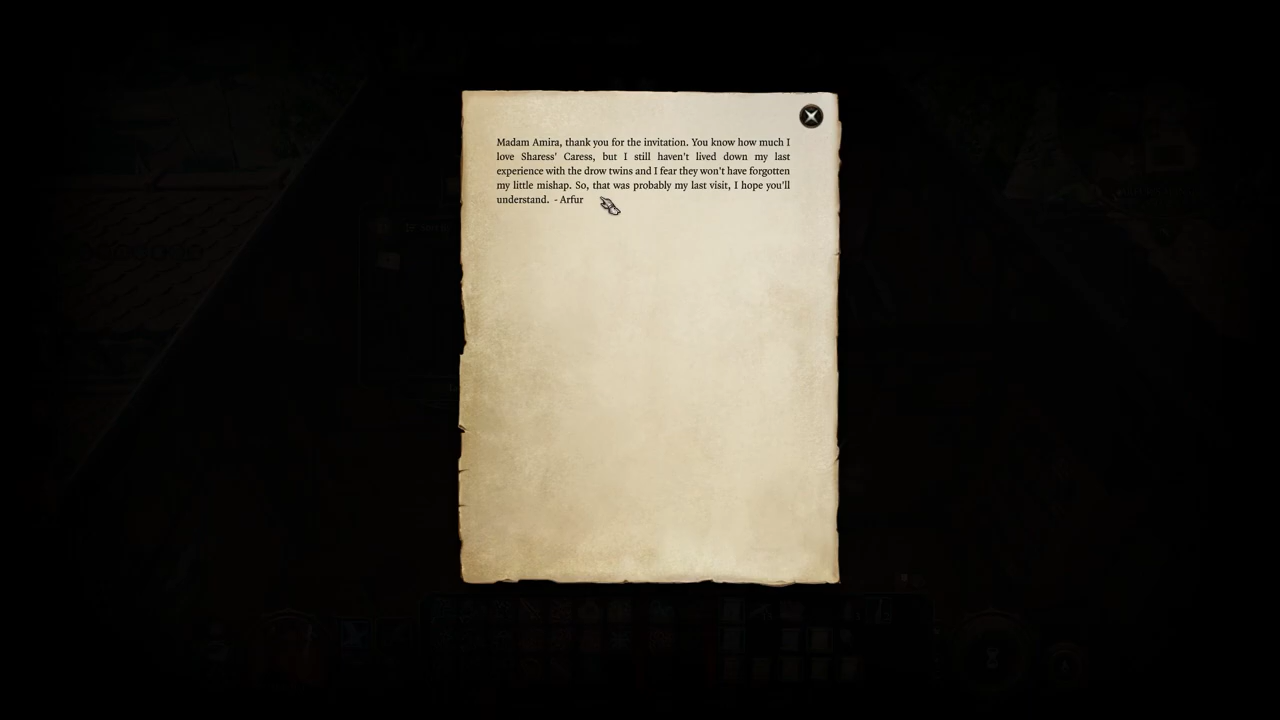 Madam Amira, thank you for the invitation. You know how much I
love Sharess' Caress, but I still haven't lived down my last
experience with the drow twins and I fear they won't have forgotten
my little mishap. So, that was probably my last visit, I hope you'll
understand. - Arfur